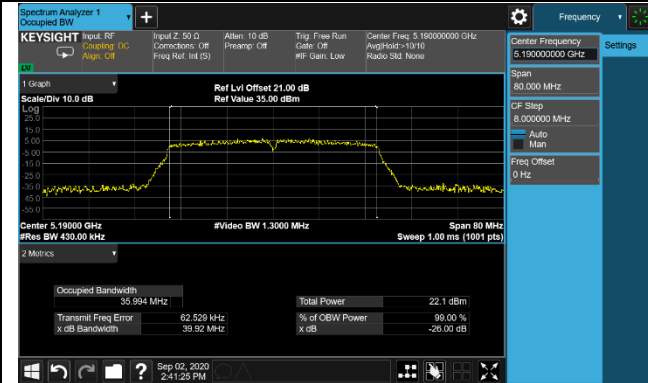 Spectrum Analyzer 1
Occupied BW
+
Frequency
KEYSIGHT
Input: RF
Coupling: DC
Align: Off
Input Z: 50 Ω
Corrections: Off
Freq Ref: Int (S)
Atten: 10 dB
Preamp: Off
Trig: Free Run
Gate: Off
#IF Gain: Low
Center Freq: 5.190000000 GHz
Avg|Hold:>10/10
Radio Std: None
LXI
1 Graph
Scale/Div 10.0 dB
Ref Lvl Offset 21.00 dB
Ref Value 35.00 dBm
Log
25.0
15.0
5.00
-5.00
-15.0
-25.0
-35.0
-45.0
-55.0
Center 5.19000 GHz
#Res BW 430.00 kHz
#Video BW 1.3000 MHz
Span 80 MHz
Sweep 1.00 ms (1001 pts)
2 Metrics
Occupied Bandwidth
35.994 MHz
Transmit Freq Error 62.529 kHz
x dB Bandwidth 39.92 MHz
Total Power 22.1 dBm
% of OBW Power 99.00 %
x dB -26.00 dB
Center Frequency
5.190000000 GHz
Settings
Span
80.000 MHz
CF Step
8.000000 MHz
Auto
Man
Freq Offset
0 Hz
?
Sep 02, 2020
2:41:25 PM